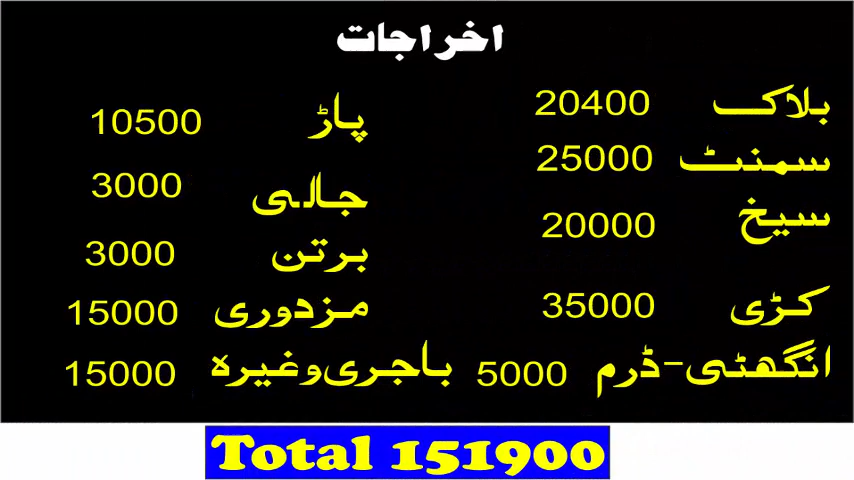 اخراجات
بلاک 20400
سمنٹ 25000
سیخ 20000
کڑی 35000
انگھٹی-ڈرم 5000
پاڑ 10500
جالی 3000
برتن 3000
مزدوری 15000
باجری وغیرہ 15000
Total 151900